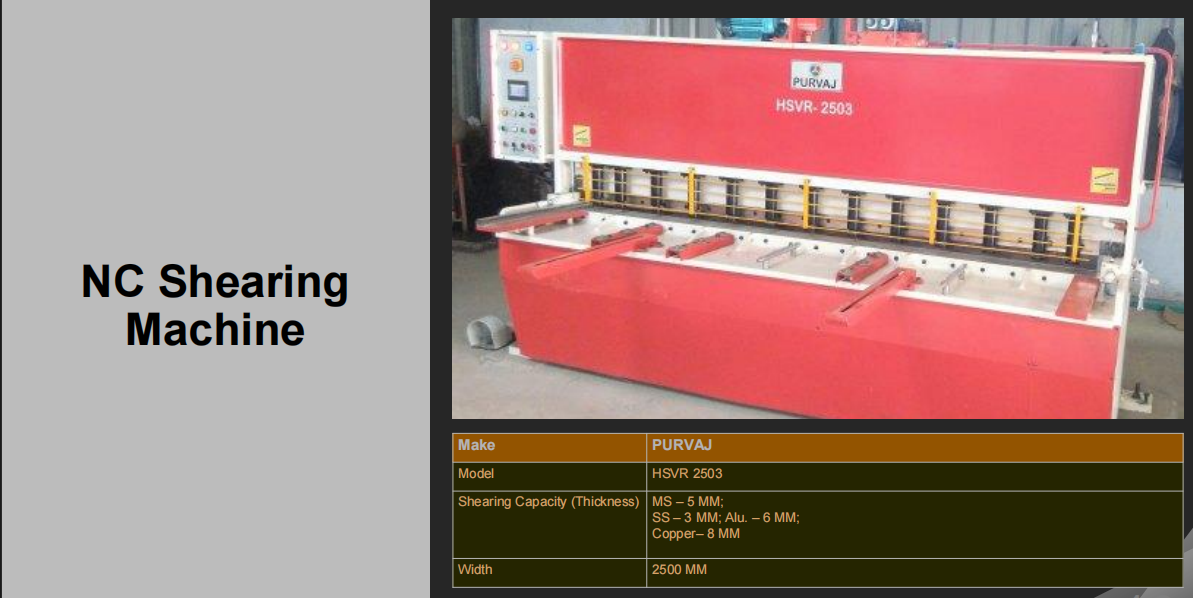 NC Shearing
Machine
PURVAJ
HSVR- 2503
Make PURVAJ
Model HSVR 2503
Shearing Capacity (Thickness) MS – 5 MM;
SS – 3 MM; Alu. – 6 MM;
Copper– 8 MM
Width 2500 MM